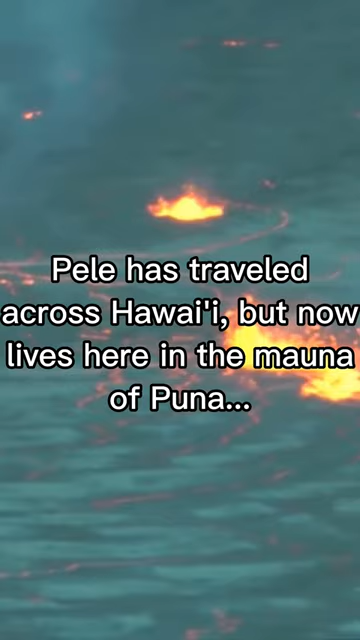 Pele has traveled
across Hawai'i, but now
lives here in the mauna
of Puna...